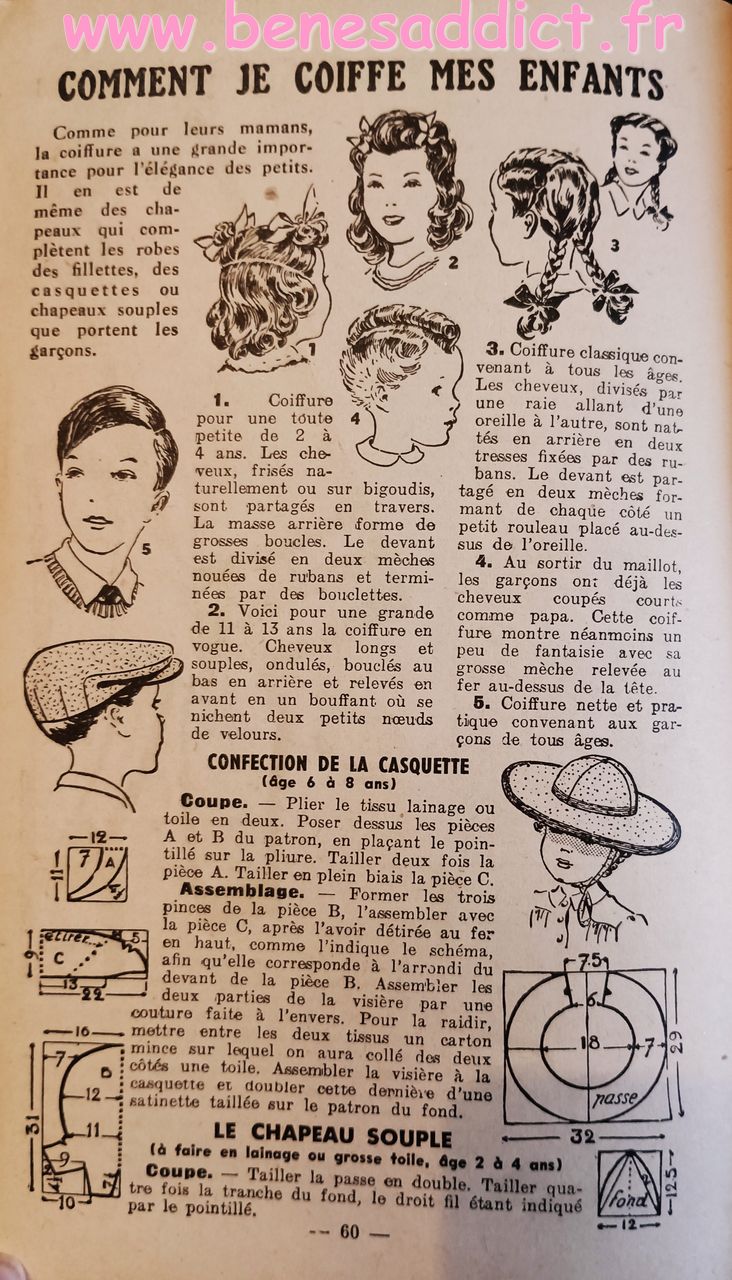 www.benesaddict.fr
COMMENT JE COIFFE MES ENFANTS
Comme pour leurs mamans,
la coiffure a une grande impor-
tance pour l'élégance des petits.
Il en est de
même des cha-
peaux qui com-
plètent les robes
des fillettes, des
casquettes ou
chapeaux souples
que portent les
garçons.
1
2
3
4
5
1. Coiffure
pour une toute
petite de 2 à
4 ans. Les che-
veux, frisés na-
turellement ou sur bigoudis,
sont partagés en travers.
La masse arrière forme de
grosses boucles. Le devant
est divisé en deux mèches
nouées de rubans et termi-
nées par des bouclettes.
2. Voici pour une grande
de 11 à 13 ans la coiffure en
vogue. Cheveux longs et
souples, ondulés, bouclés au
bas en arrière et relevés en
avant en un bouffant où se
nichent deux petits nœuds
de velours.
3. Coiffure classique con-
venant à tous les âges.
Les cheveux, divisés par
une raie allant d'une
oreille à l'autre, sont nat-
tés en arrière en deux
tresses fixées par des ru-
bans. Le devant est par-
tagé en deux mèches for-
mant de chaque côté un
petit rouleau placé au-des-
sus de l'oreille.
4. Au sortir du maillot,
les garçons ont déjà les
cheveux coupés courts
comme papa. Cette coif-
fure montre néanmoins un
peu de fantaisie avec sa
grosse mèche relevée au
fer au-dessus de la tête.
5. Coiffure nette et pra-
tique convenant aux gar-
çons de tous âges.
CONFECTION DE LA CASQUETTE
(âge 6 à 8 ans)
Coupe. — Plier le tissu lainage ou
toile en deux. Poser dessus les pièces
A et B du patron, en plaçant le poin-
tillé sur la pliure. Tailler deux fois la
pièce A. Tailler en plein biais la pièce C.
Assemblage. — Former les trois
pinces de la pièce B, l'assembler avec
la pièce C, après l'avoir détirée au fer
en haut, comme l'indique le schéma,
afin qu'elle corresponde à l'arrondi du
devant de la pièce B. Assembler les
deux parties de la visière par une
couture faite à l'envers. Pour la raidir,
mettre entre les deux tissus un carton
mince sur lequel on aura collé des deux
côtés une toile. Assembler la visière à la
casquette et doubler cette dernière d'une
satinette taillée sur le patron du fond.
12
7
A
11
étirer
5
9
C
13
22
16
7
B
12
31
11
9
10
7.5
6
18
7
29
passe
32
LE CHAPEAU SOUPLE
(à faire en lainage ou grosse toile, âge 2 à 4 ans)
Coupe. — Tailler la passe en double. Tailler qua-
tre fois la tranche du fond, le droit fil étant indiqué
par le pointillé.
fond
12.5
12
-- 60 —